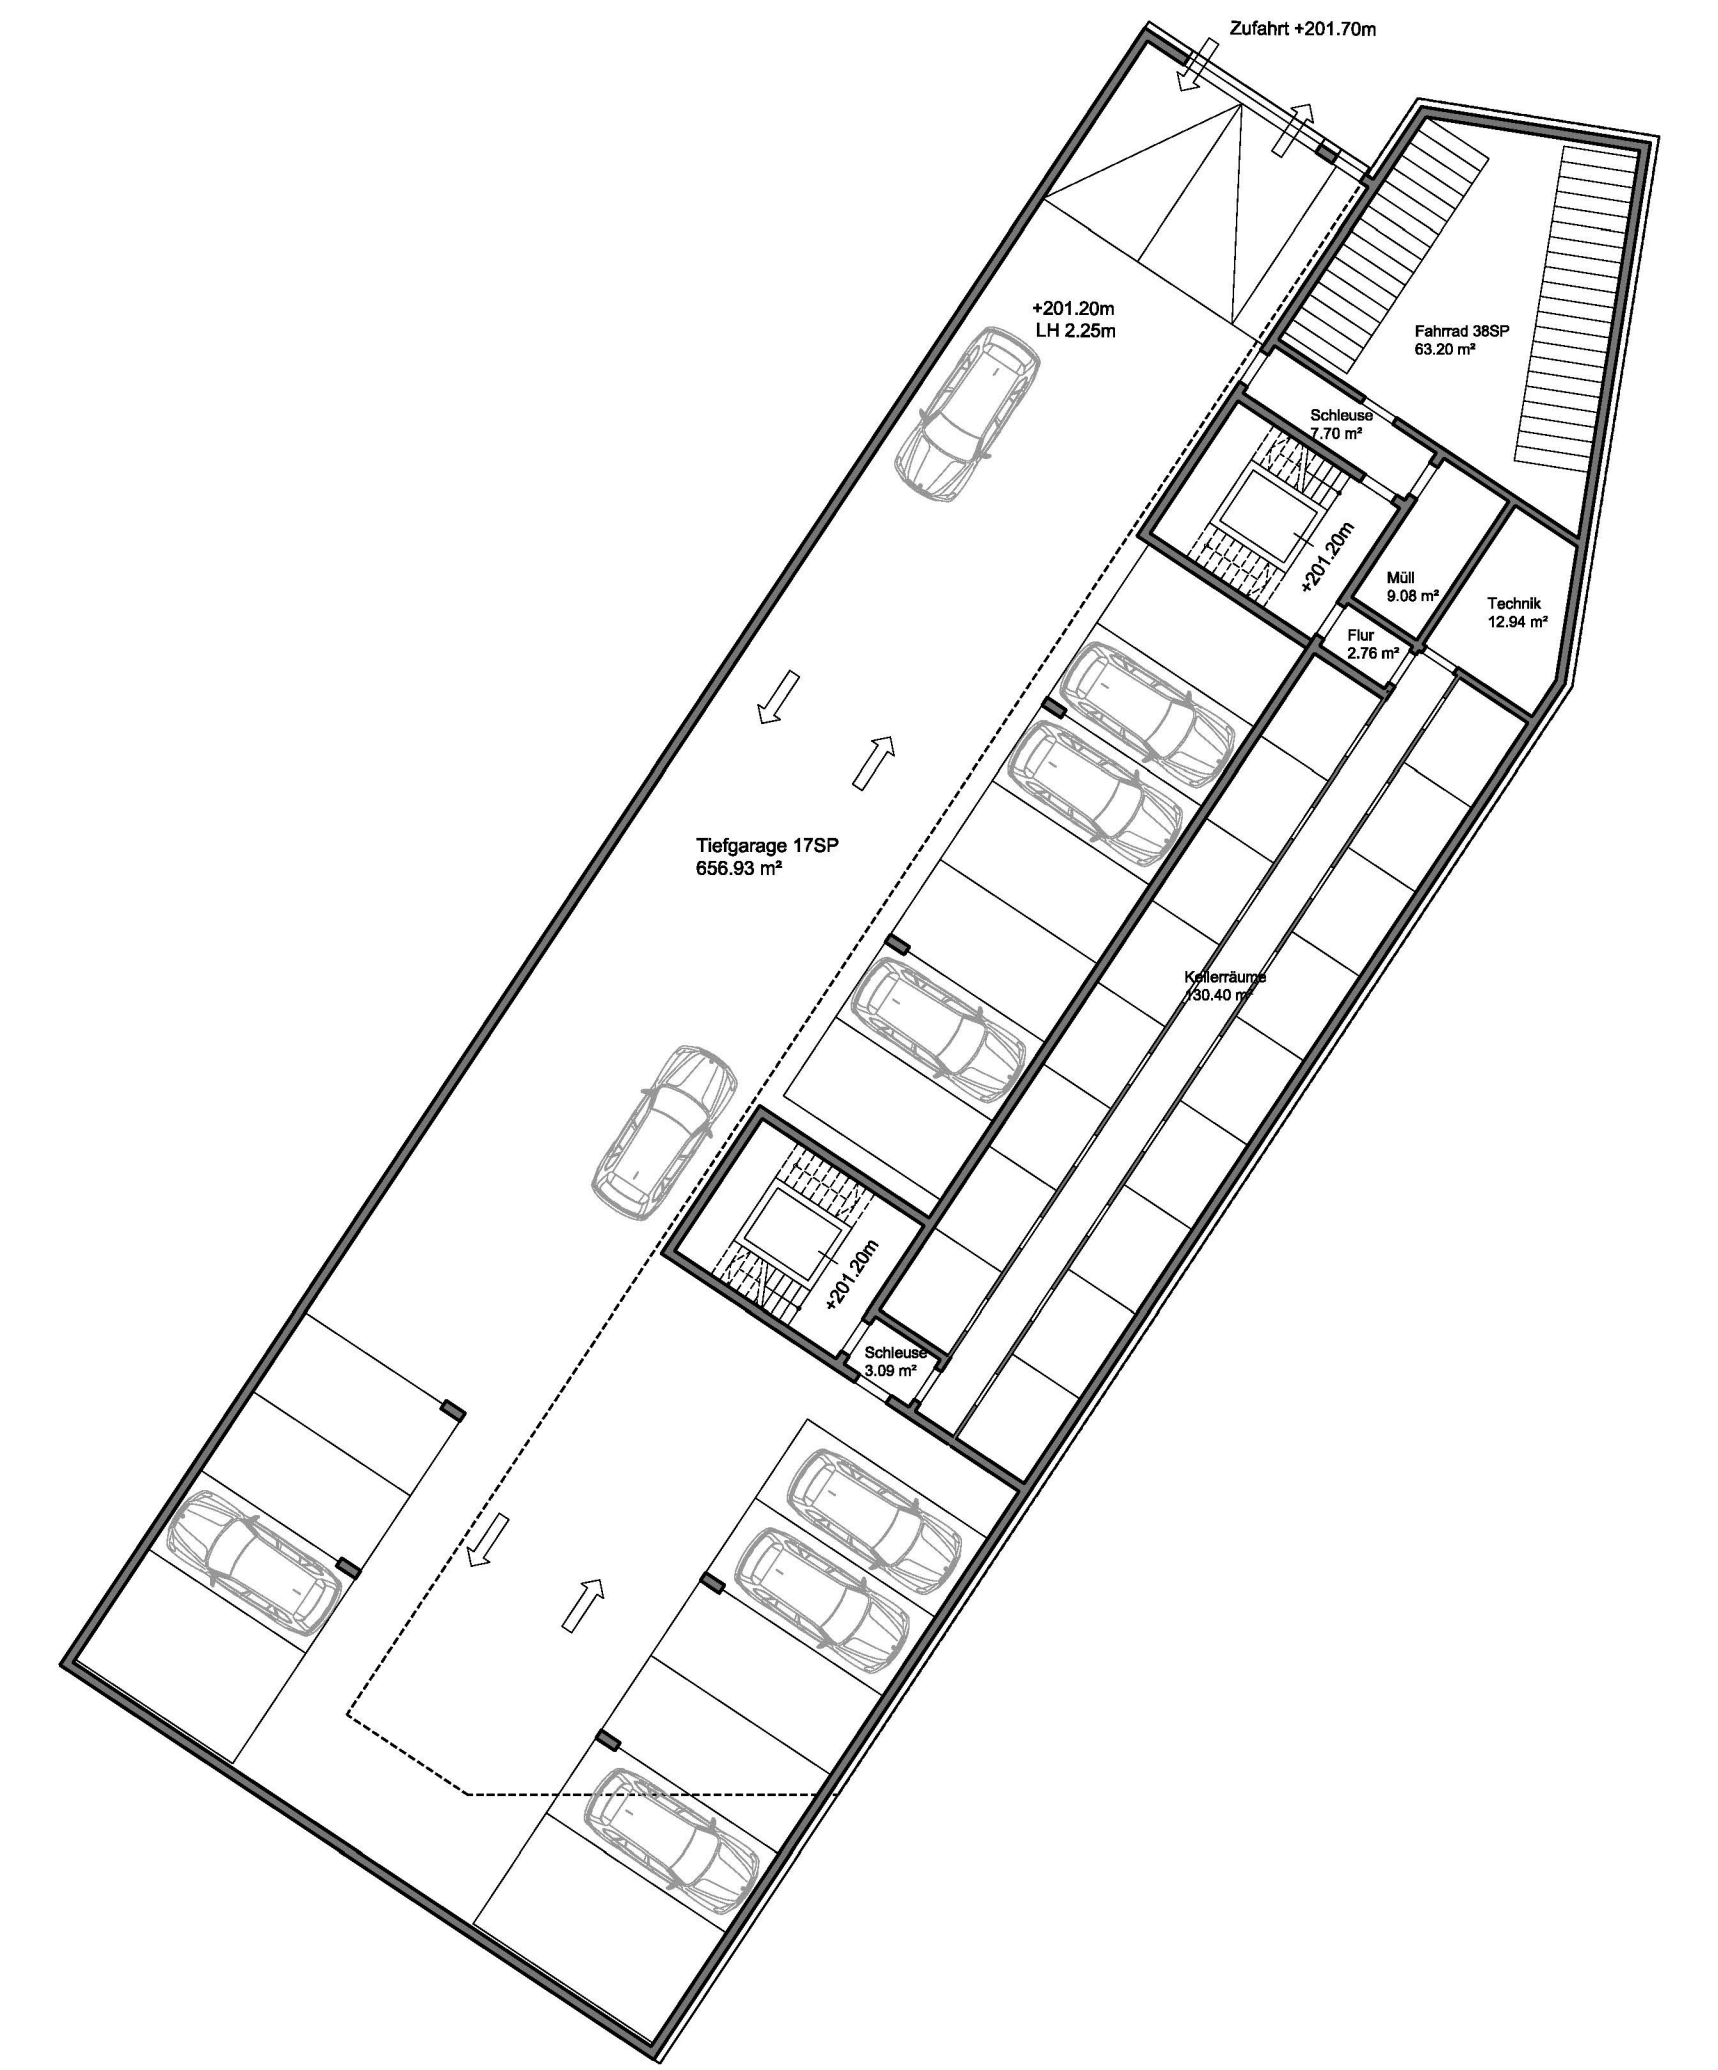 Zufahrt +201.70m
+201.20m
LH 2.25m
Fahrrad 38SP
63.20 m²
Schleuse
7.70 m²
+201.20m
Müll
9.08 m²
Technik
12.94 m²
Flur
2.76 m²
Tiefgarage 17SP
656.93 m²
Kellerräume
130.40 m²
+201.20m
Schleuse
3.09 m²